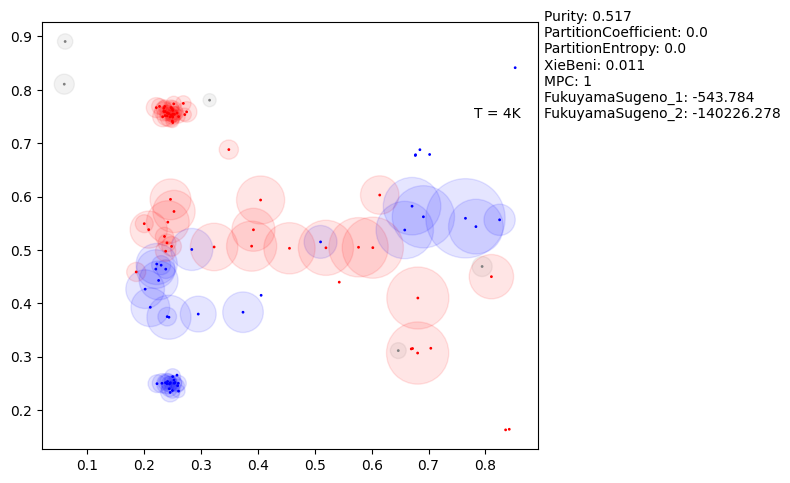 Purity: 0.517
PartitionCoefficient: 0.0
PartitionEntropy: 0.0
XieBeni: 0.011
MPC: 1
FukuyamaSugeno_1: -543.784
FukuyamaSugeno_2: -140226.278
T = 4K
0.9
0.8
0.7
0.6
0.5
0.4
0.3
0.2
0.1 0.2 0.3 0.4 0.5 0.6 0.7 0.8